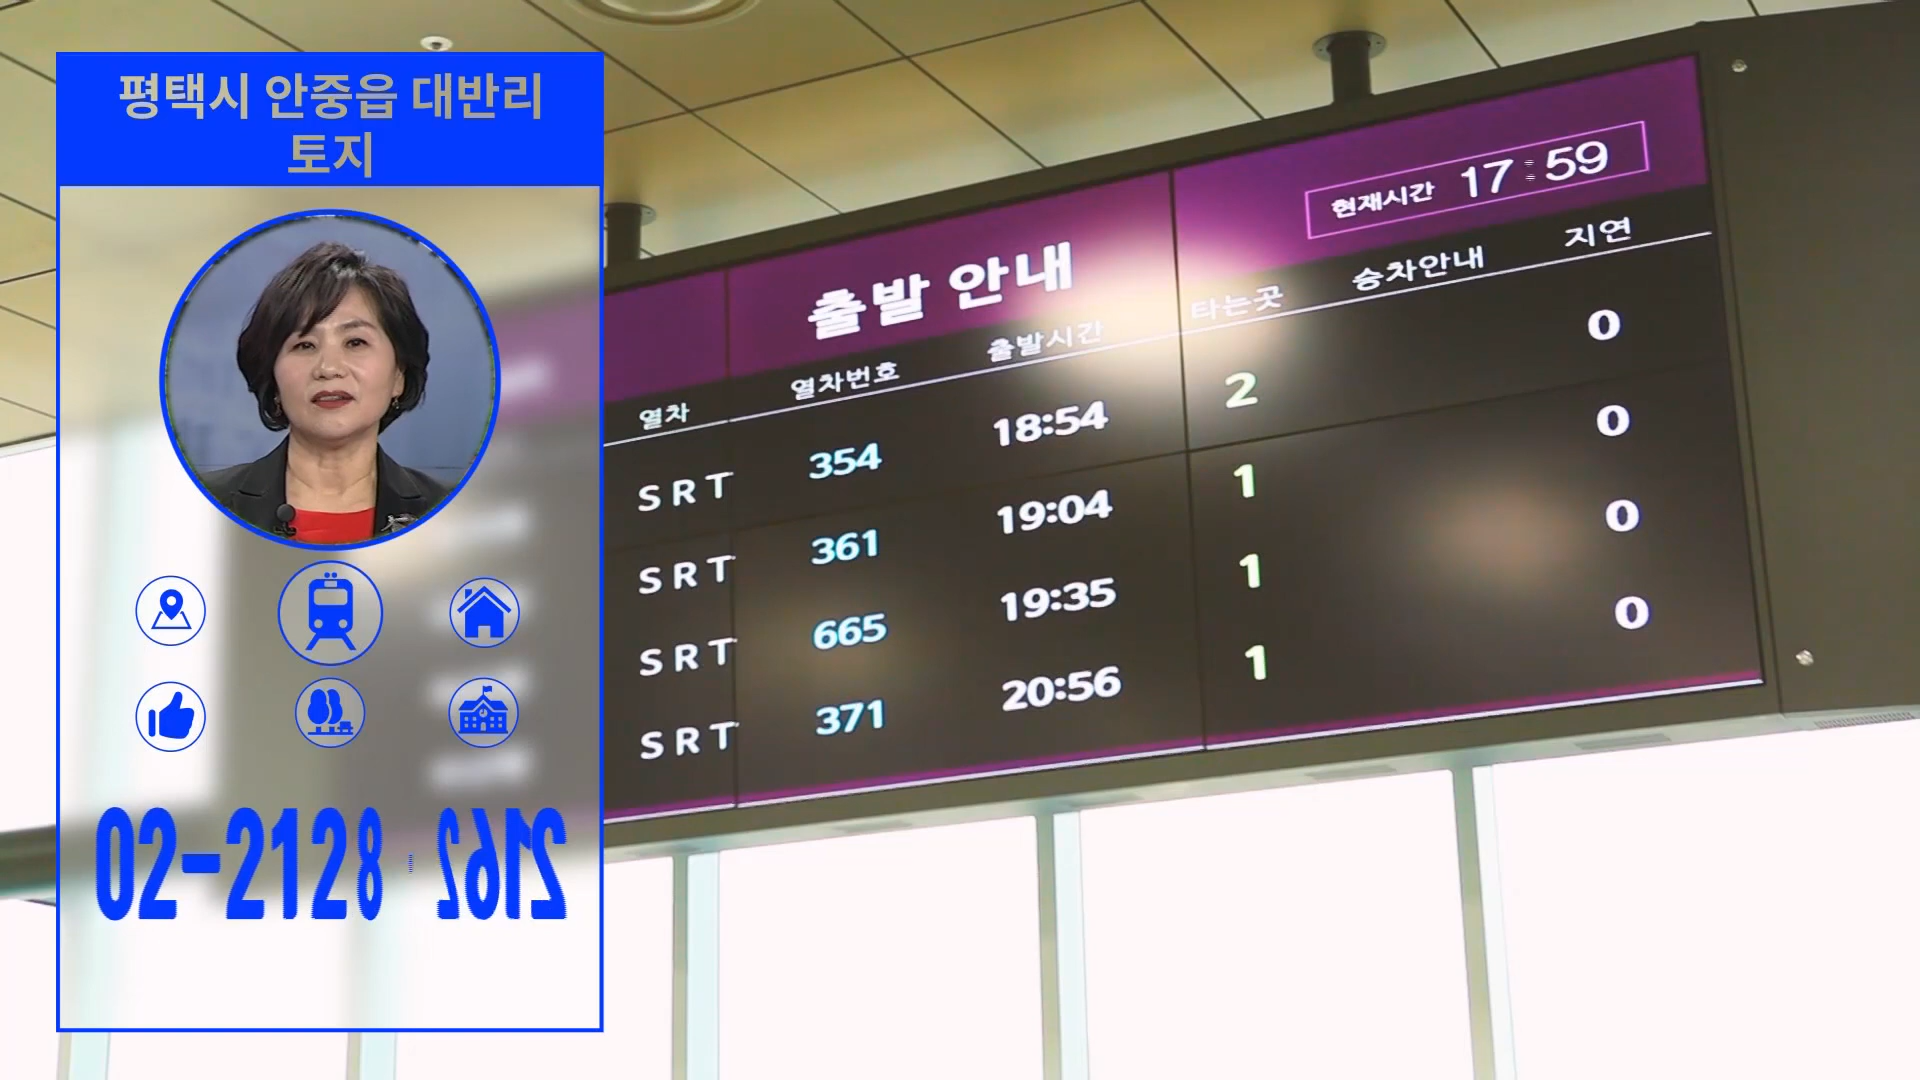 평택시 안중읍 대반리
토지
02-2128-2162
출발 안내
현재시간 17:59
열차 열차번호 출발시간 타는곳 승차안내 지연
SRT 354 18:54 2 0
SRT 361 19:04 1 0
SRT 665 19:35 1 0
SRT 371 20:56 1 0